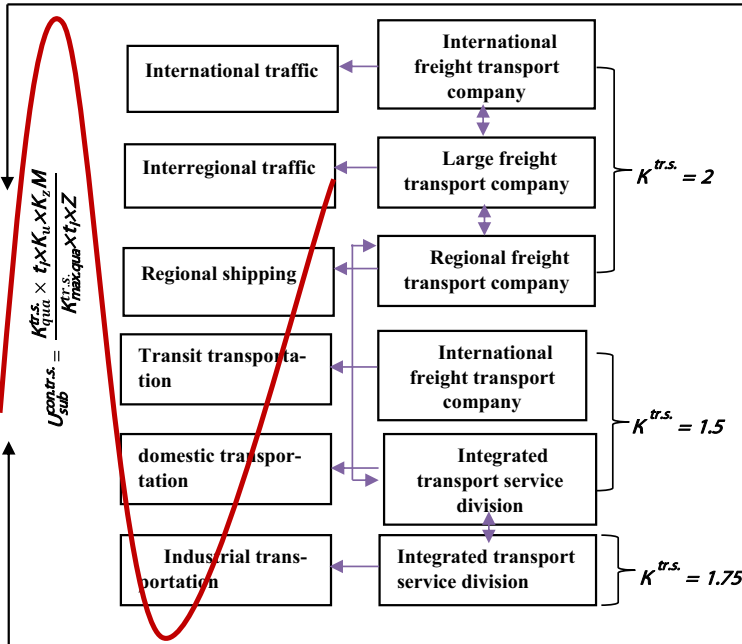 International traffic
International
freight transport
company
Interregional traffic
Large freight
transport company
K^tr.s. = 2
Regional shipping
Regional freight
transport company
Transit transporta-
tion
International
freight transport
company
K^tr.s. = 1.5
domestic transpor-
tation
Integrated
transport service
division
Industrial trans-
portation
Integrated transport
service division
K^tr.s. = 1.75
U_sub^con.tr.s. = K_qua^tr.s. × t_i×K_u×K_z M / K_max.qua^tr.s. ×t_i×Z